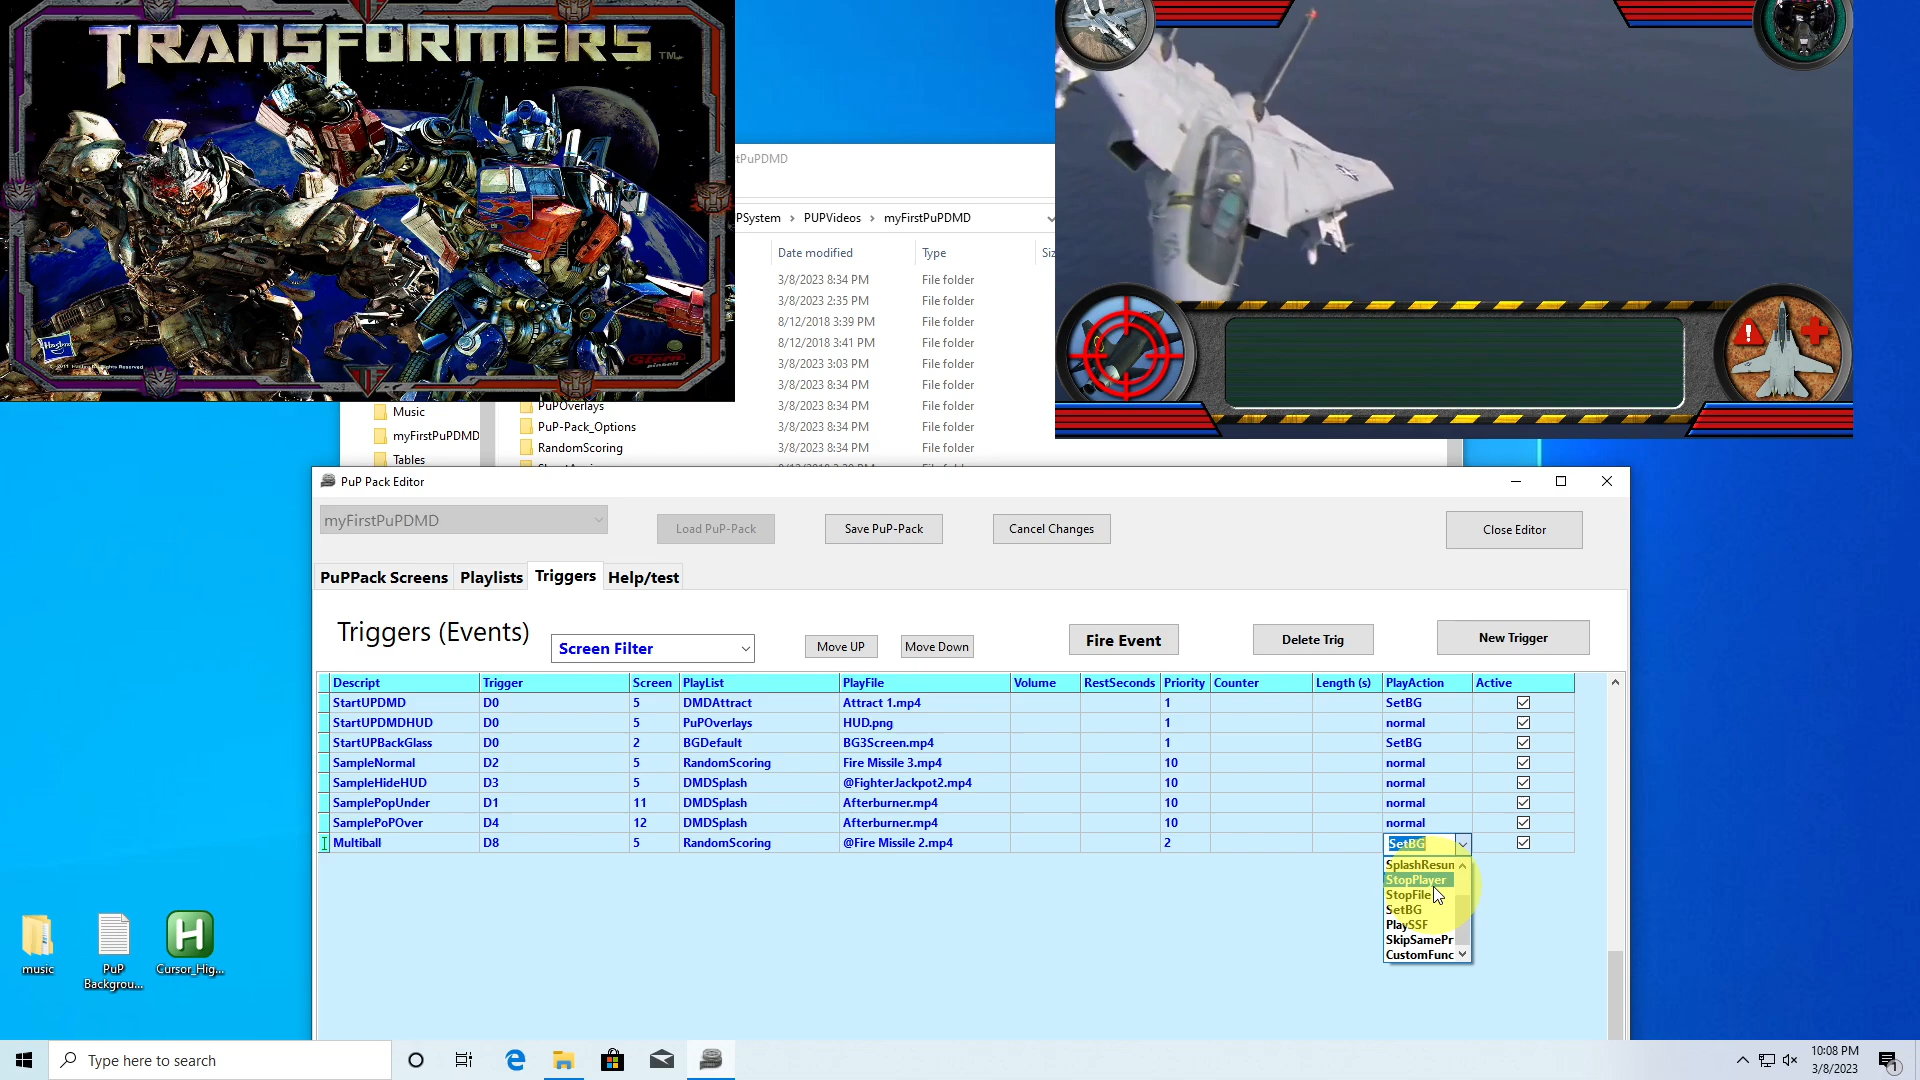 TRANSFORMERS
TM
Hasbro
Stern
pinball
tPuPDMD
PSystem > PUPVideos > myFirstPuPDMD
Date modified Type Siz
3/8/2023 8:34 PM File folder
3/8/2023 2:35 PM File folder
8/12/2018 3:39 PM File folder
8/12/2018 3:41 PM File folder
3/8/2023 3:03 PM File folder
3/8/2023 8:34 PM File folder
Music PuPOverlays 3/8/2023 8:34 PM File folder
myFirstPuPDMD PuP-Pack_Options 3/8/2023 8:34 PM File folder
Tables RandomScoring 3/8/2023 8:34 PM File folder
PuP Pack Editor
myFirstPuPDMD Load PuP-Pack Save PuP-Pack Cancel Changes Close Editor
PuPPack Screens Playlists Triggers Help/test
Triggers (Events) Screen Filter Move UP Move Down Fire Event Delete Trig New Trigger
Descript Trigger Screen PlayList PlayFile Volume RestSeconds Priority Counter Length (s) PlayAction Active
StartUPDMD D0 5 DMDAttract Attract 1.mp4 1 SetBG
StartUPDMDHUD D0 5 PuPOverlays HUD.png 1 normal
StartUPBackGlass D0 2 BGDefault BG3Screen.mp4 1 SetBG
SampleNormal D2 5 RandomScoring Fire Missile 3.mp4 10 normal
SampleHideHUD D3 5 DMDSplash @FighterJackpot2.mp4 10 normal
SamplePopUnder D1 11 DMDSplash Afterburner.mp4 10 normal
SamplePoPOver D4 12 DMDSplash Afterburner.mp4 10 normal
Multiball D8 5 RandomScoring @Fire Missile 2.mp4 2 SetBG
SplashResun
StopPlayer
StopFile
SetBG
PlaySSF
SkipSamePr
CustomFunc
music
PuP
Backgrou...
H
Cursor_Hig...
Type here to search
10:08 PM
3/8/2023
1